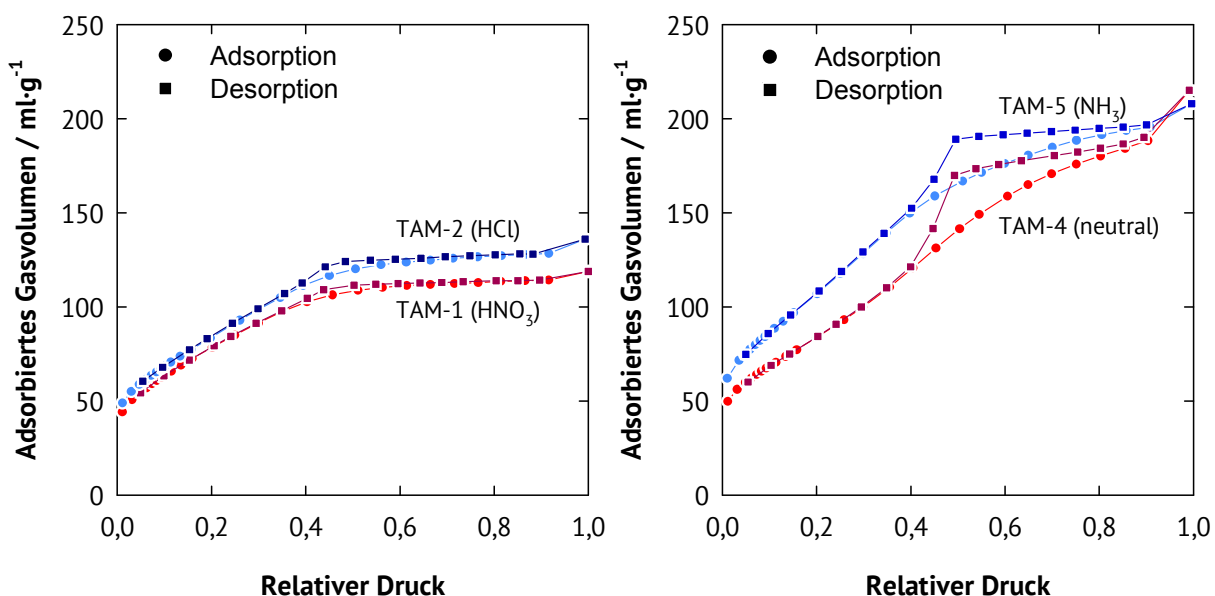 Adsorbiertes Gasvolumen / ml·g⁻¹
250
200
150
100
50
0
Adsorption
Desorption
TAM-2 (HCl)
TAM-1 (HNO₃)
0,0 0,2 0,4 0,6 0,8 1,0
Relativer Druck
Adsorbiertes Gasvolumen / ml·g⁻¹
250
200
150
100
50
0
Adsorption
Desorption
TAM-5 (NH₃)
TAM-4 (neutral)
0,0 0,2 0,4 0,6 0,8 1,0
Relativer Druck